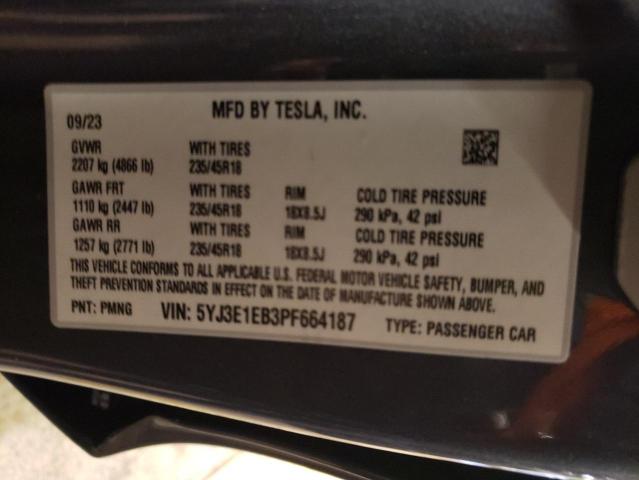 MFD BY TESLA, INC.
09/23
GVWR WITH TIRES
2207 kg (4866 lb) 235/45R18
GAWR FRT WITH TIRES RIM COLD TIRE PRESSURE
1110 kg (2447 lb) 235/45R18 18X8.5J 290 kPa, 42 psi
GAWR RR WITH TIRES RIM COLD TIRE PRESSURE
1257 kg (2771 lb) 235/45R18 18X8.5J 290 kPa, 42 psi
THIS VEHICLE CONFORMS TO ALL APPLICABLE U.S. FEDERAL MOTOR VEHICLE SAFETY, BUMPER, AND
THEFT PREVENTION STANDARDS IN EFFECT ON THE DATE OF MANUFACTURE SHOWN ABOVE.
PNT: PMNG VIN: 5YJ3E1EB3PF664187 TYPE: PASSENGER CAR